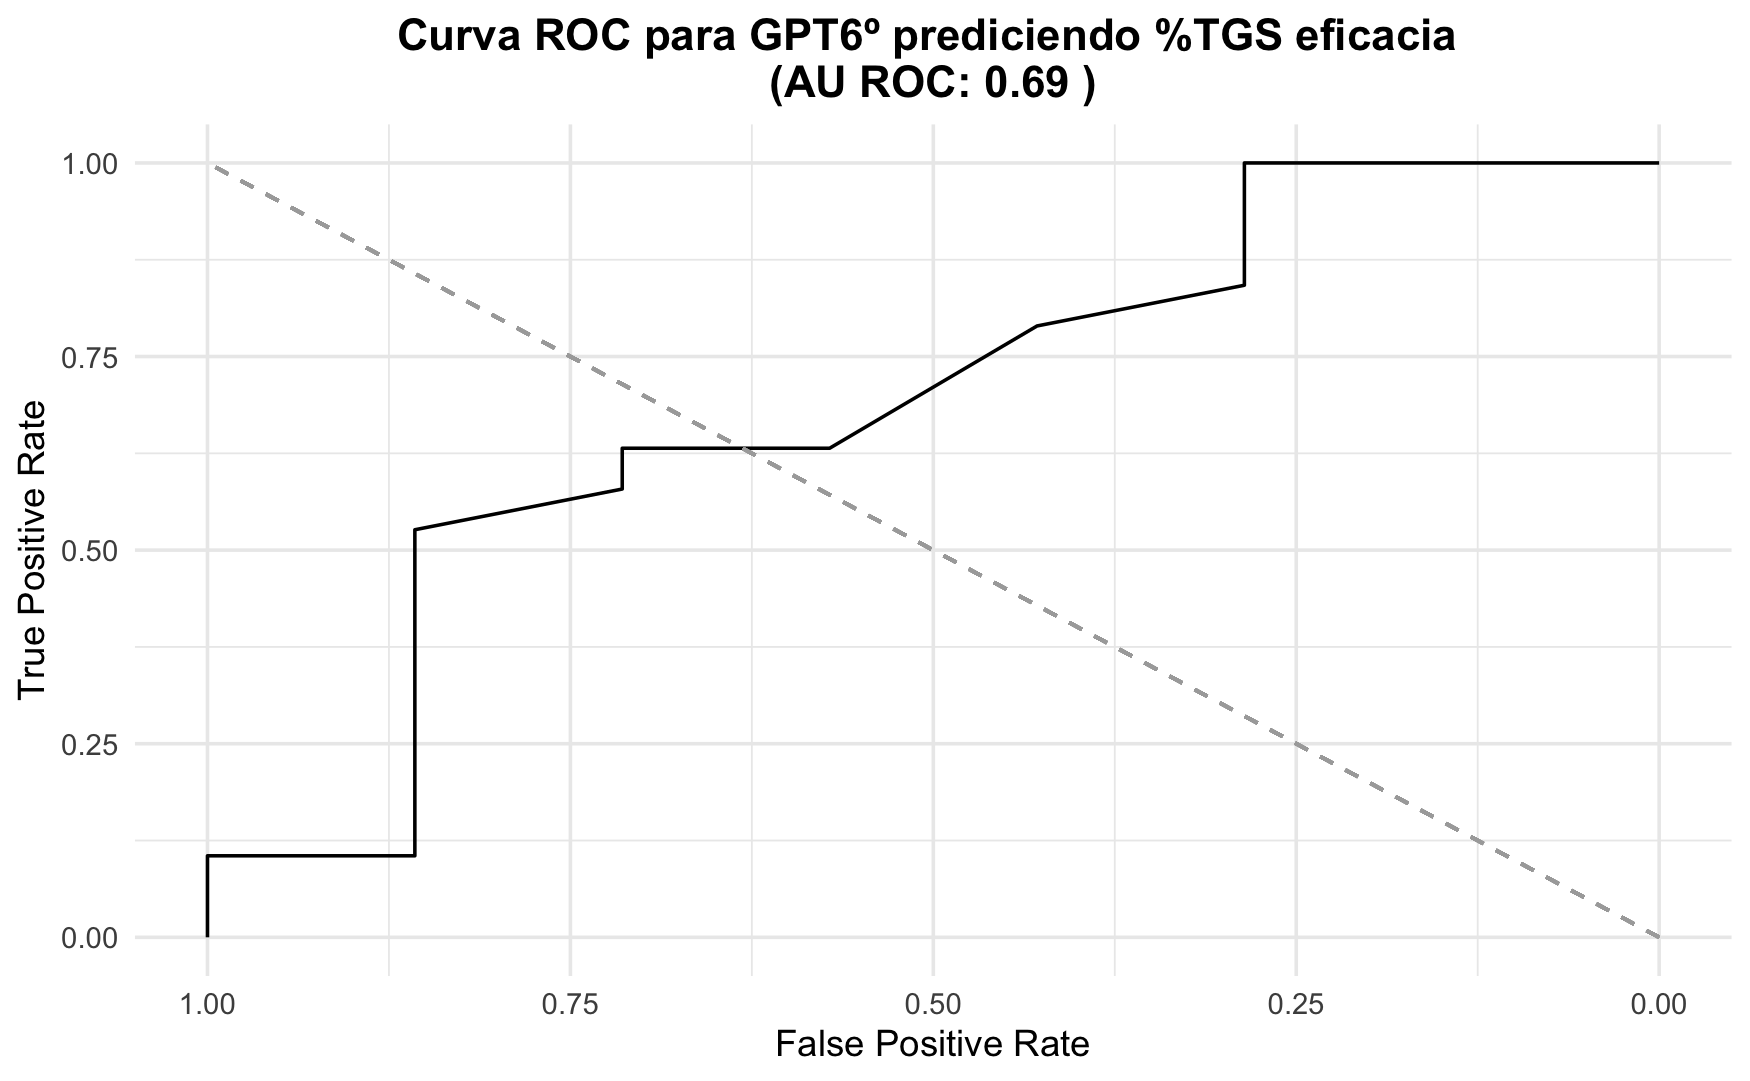 Curva ROC para GPT6º prediciendo %TGS eficacia
(AU ROC: 0.69 )
True Positive Rate
1.00
0.75
0.50
0.25
0.00
1.00 0.75 0.50 0.25 0.00
False Positive Rate